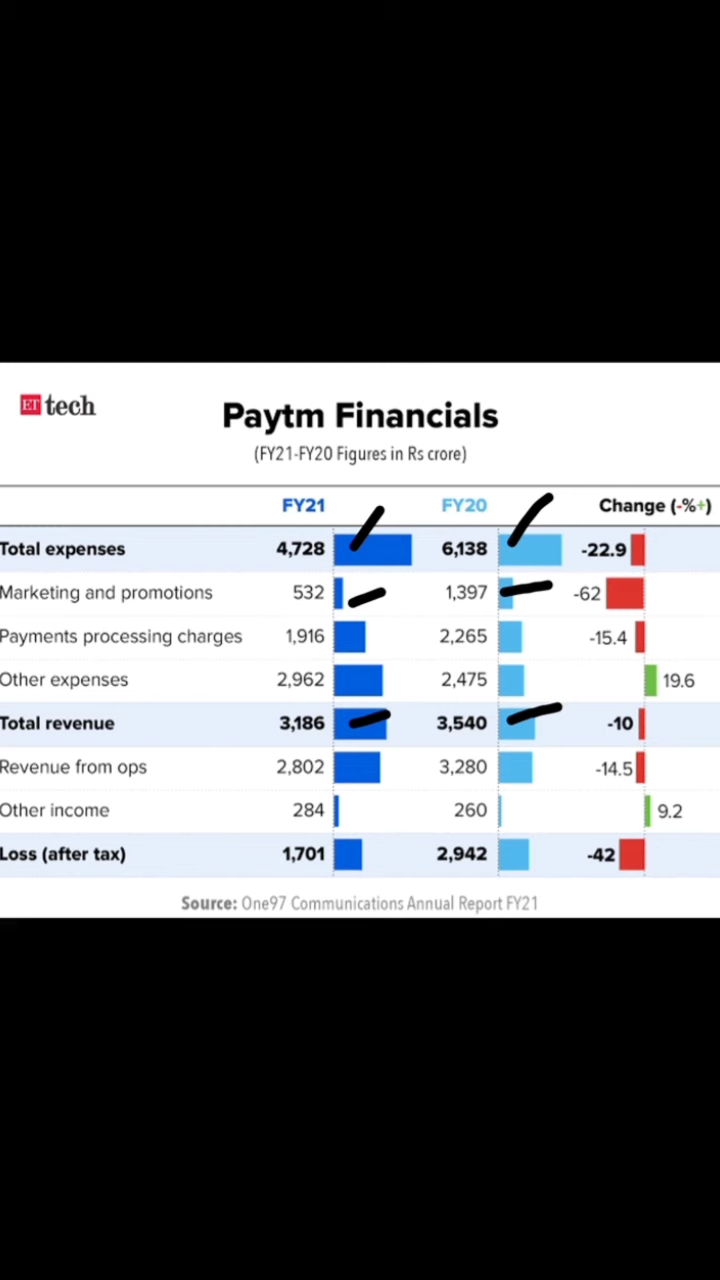 ET tech
Paytm Financials
(FY21-FY20 Figures in Rs crore)
FY21 FY20 Change (-%+)
Total expenses 4,728 6,138 -22.9
Marketing and promotions 532 1,397 -62
Payments processing charges 1,916 2,265 -15.4
Other expenses 2,962 2,475 19.6
Total revenue 3,186 3,540 -10
Revenue from ops 2,802 3,280 -14.5
Other income 284 260 9.2
Loss (after tax) 1,701 2,942 -42
Source: One97 Communications Annual Report FY21